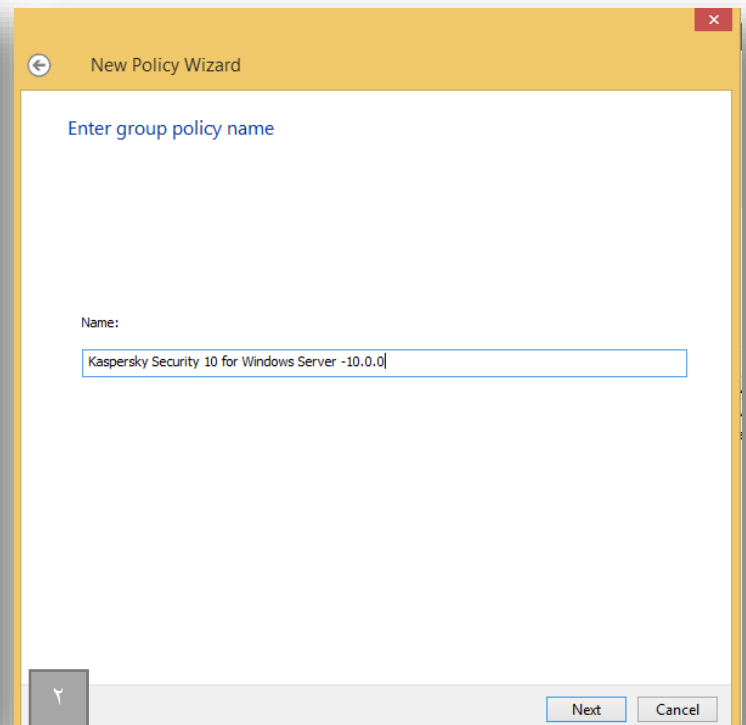 New Policy Wizard
Enter group policy name
Name:
Kaspersky Security 10 for Windows Server -10.0.0
۲
Next Cancel